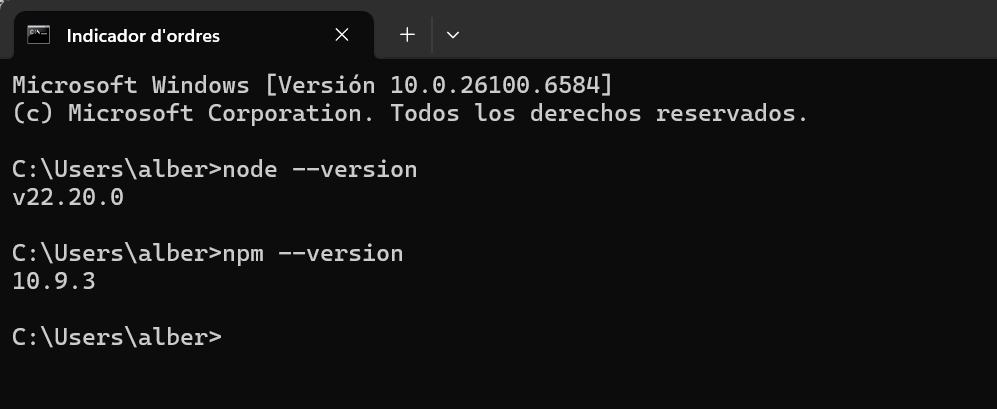 Indicador d'ordres
Microsoft Windows [Versión 10.0.26100.6584]
(c) Microsoft Corporation. Todos los derechos reservados.
C:\Users\alber>node --version
v22.20.0
C:\Users\alber>npm --version
10.9.3
C:\Users\alber>